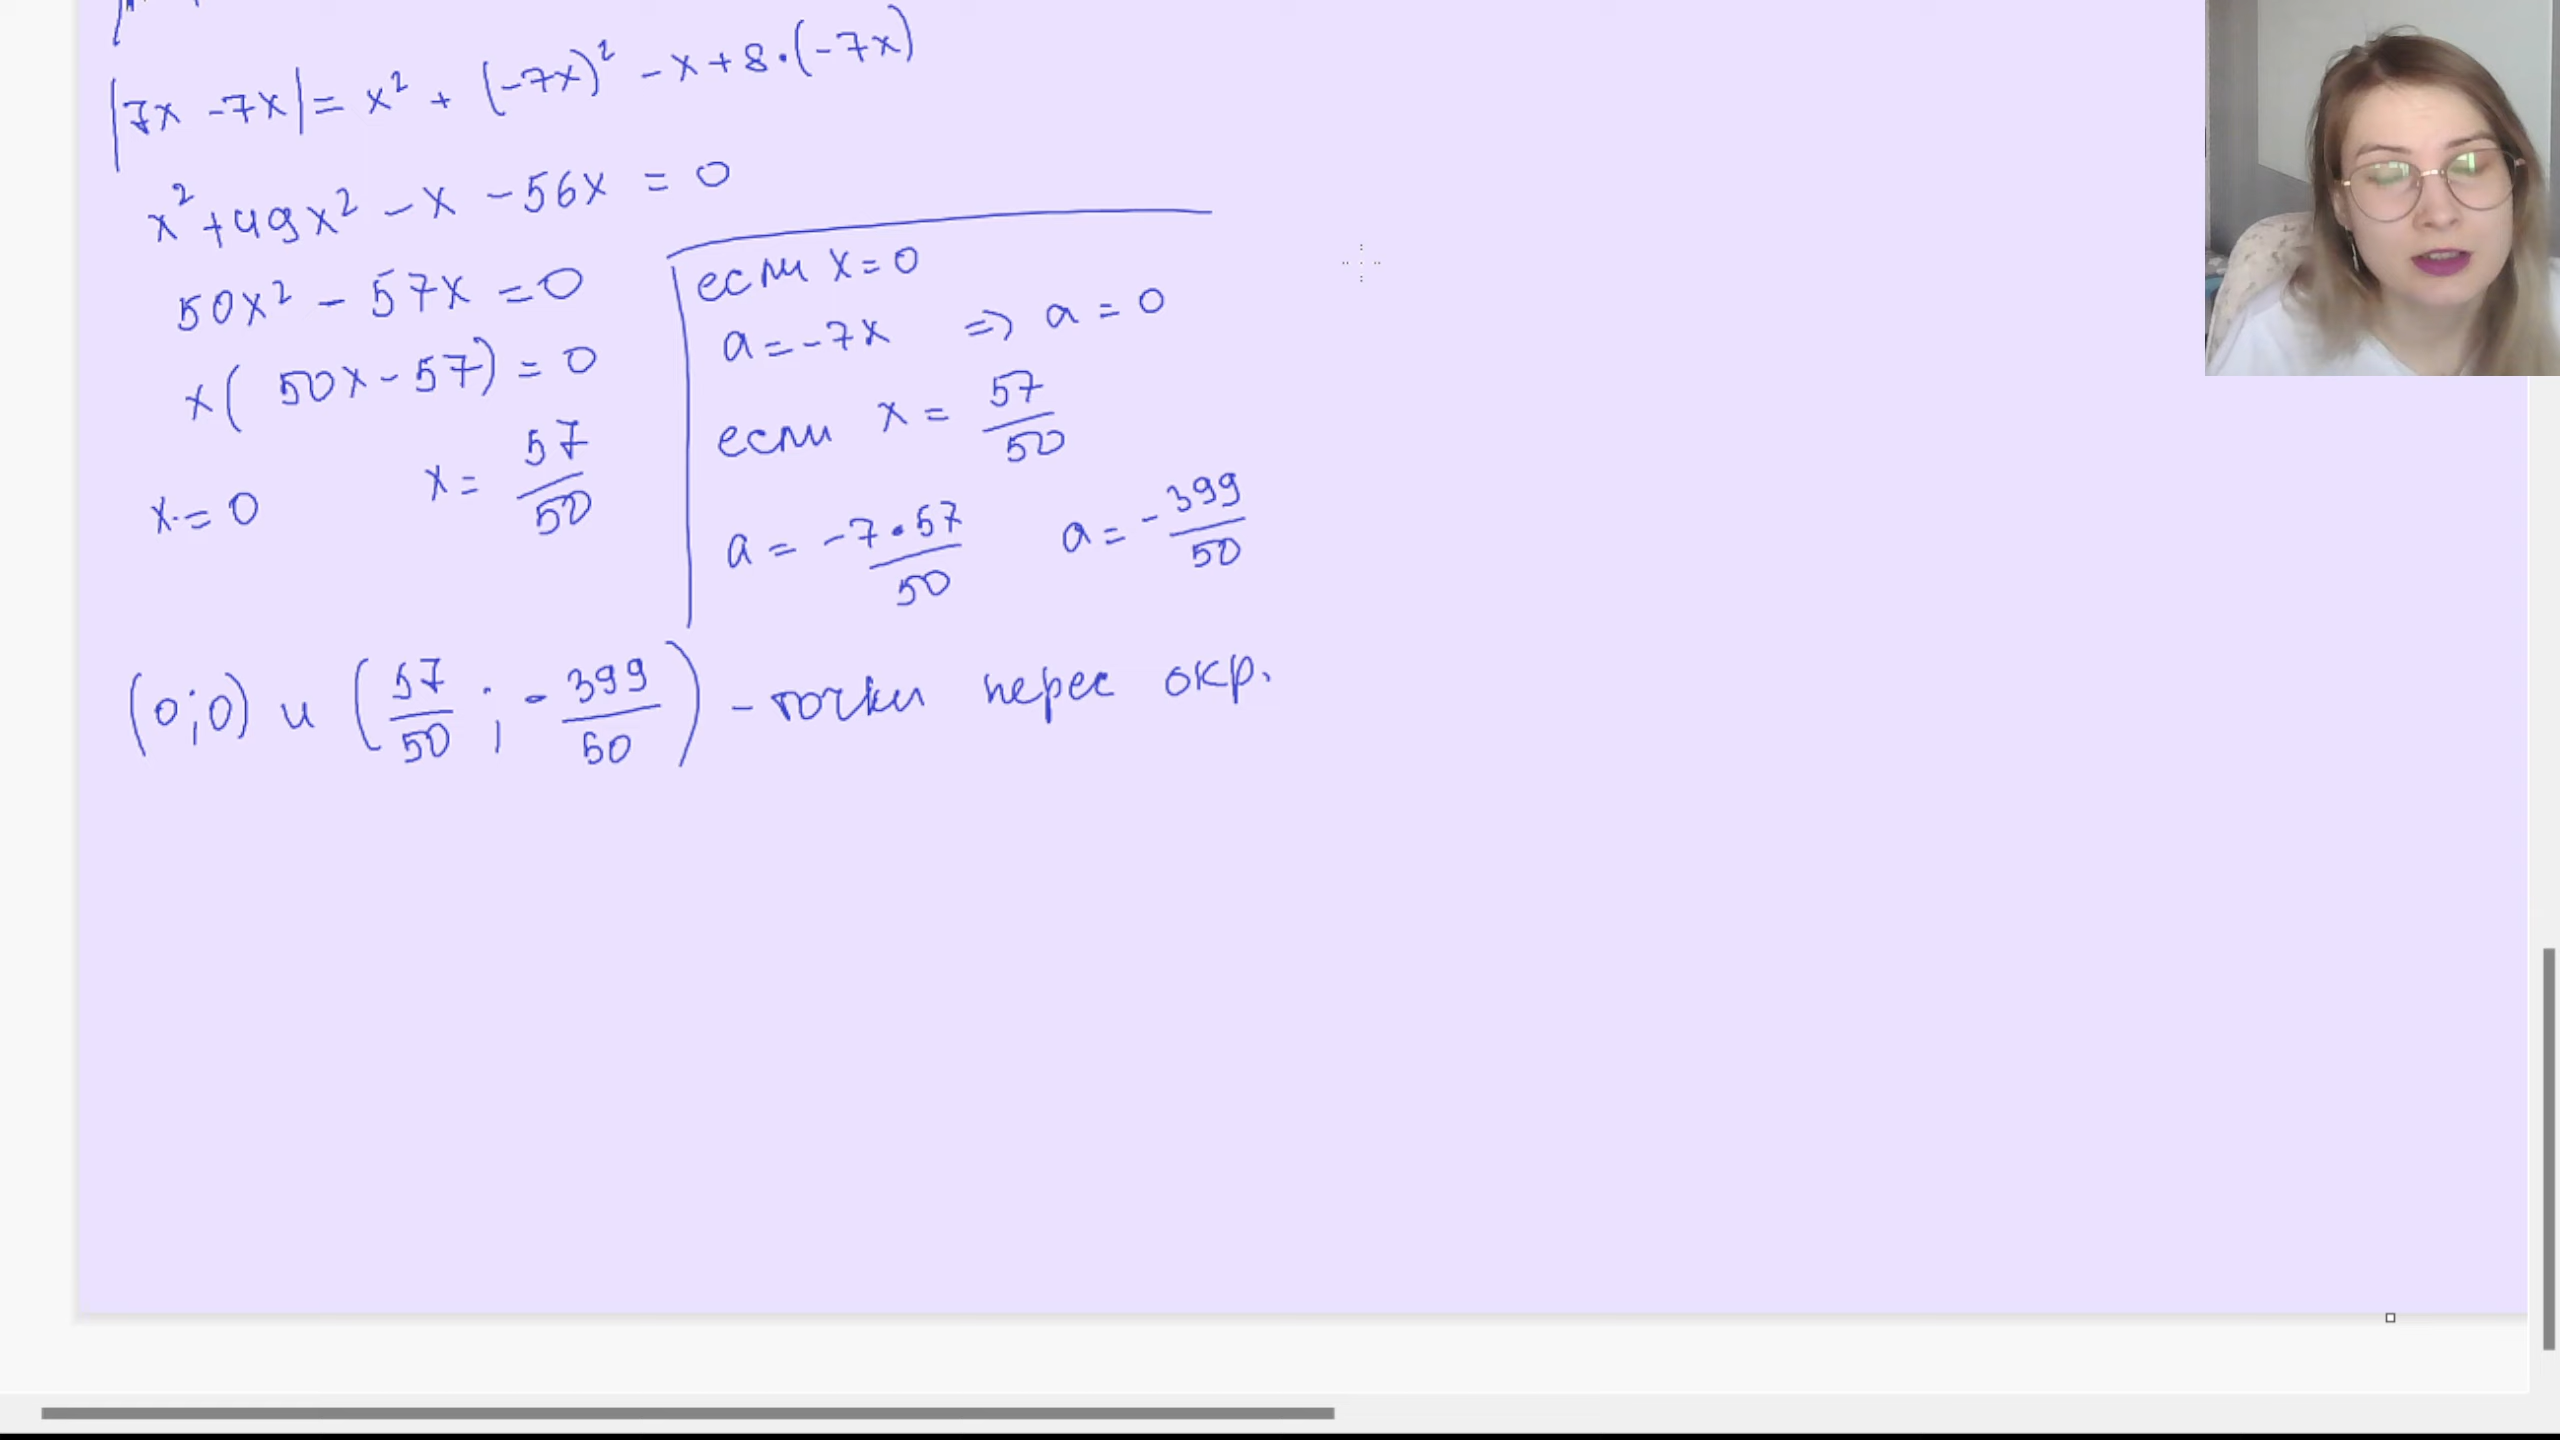 |7x - 7x| = x² + (-7x)² - x + 8·(-7x)
x² + 49x² - x - 56x = 0
50x² - 57x = 0
x(50x - 57) = 0
x = 0 x = 57/50
если x = 0
a = -7x => a = 0
если x = 57/50
a = -7·57/50 a = -399/50
(0;0) и (57/50 ; -399/50) - точки перес окр.